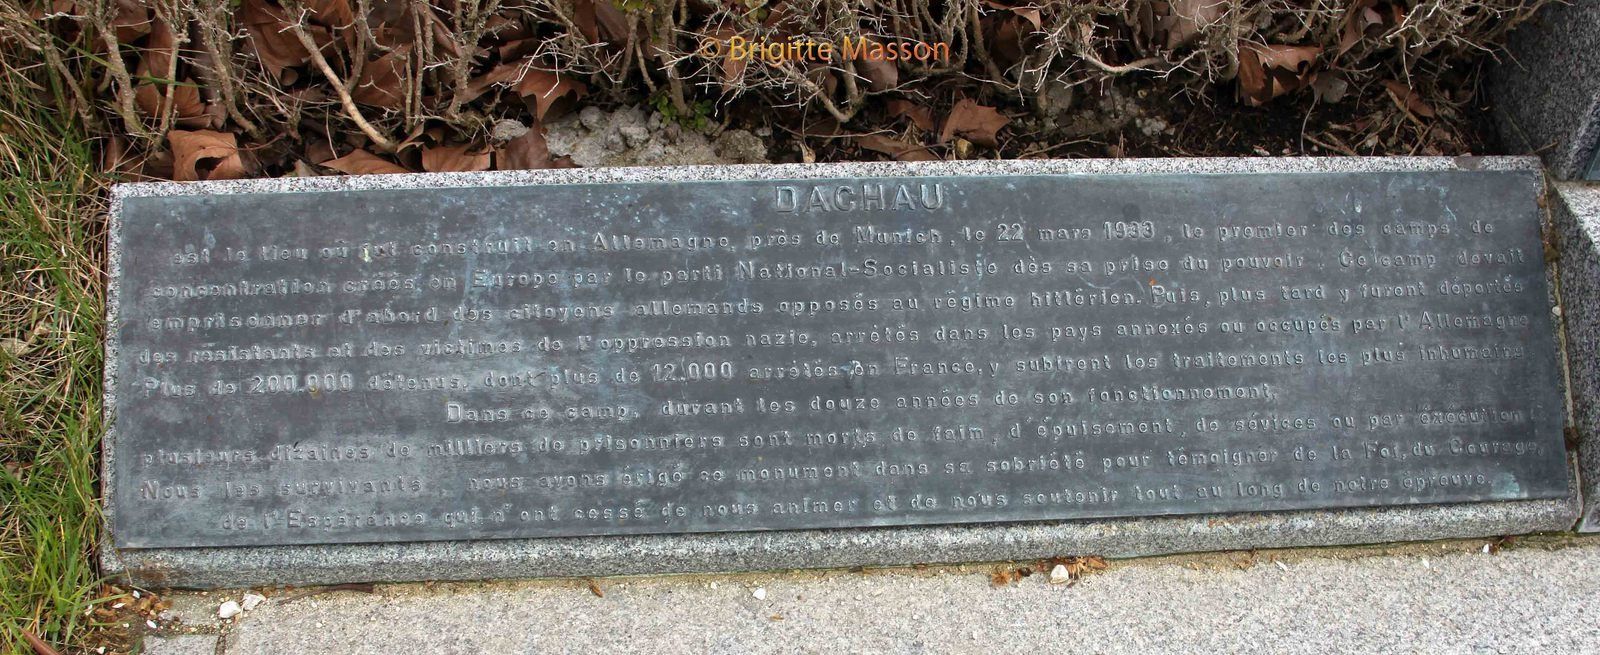 © Brigitte Masson
DACHAU
est le lieu où fut construit en Allemagne, près de Munich, le 22 mars 1933, le premier des camps de
concentration créés en Europe par le parti National-Socialiste dès sa prise du pouvoir. Ce camp devait
emprisonner d'abord des citoyens allemands opposés au régime hitlérien. Puis, plus tard y furent déportés
des résistants et des victimes de l'oppression nazie, arrêtés dans les pays annexés ou occupés par l'Allemagne
Plus de 200.000 détenus, dont plus de 12.000 arrêtés en France, y subirent les traitements les plus inhumains
Dans ce camp, durant les douze années de son fonctionnement,
plusieurs dizaines de milliers de prisonniers sont morts de faim, d'épuisement, de sévices ou par exécution
Nous les survivants, nous avons érigé ce monument dans sa sobriété pour témoigner de la Foi, du Courage,
de l'Espérance qui n'ont cessé de nous animer et de nous soutenir tout au long de notre épreuve.